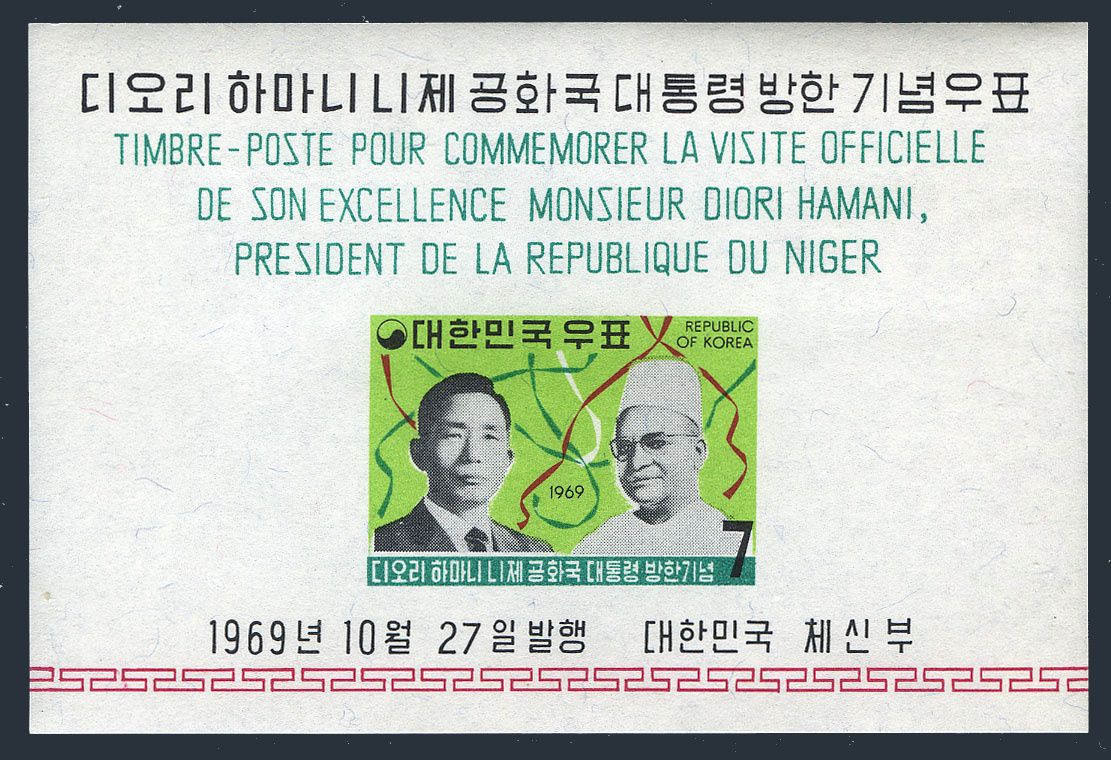 디오리 하마니 니제 공화국 대통령 방한 기념우표
TIMBRE-POSTE POUR COMMEMORER LA VISITE OFFICIELLE
DE SON EXCELLENCE MONSIEUR DIORI HAMANI,
PRESIDENT DE LA REPUBLIQUE DU NIGER
대한민국우표
REPUBLIC
OF KOREA
1969
7
디오리 하마니 니제 공화국 대통령 방한기념
1969년 10월 27일 발행 대한민국 체신부